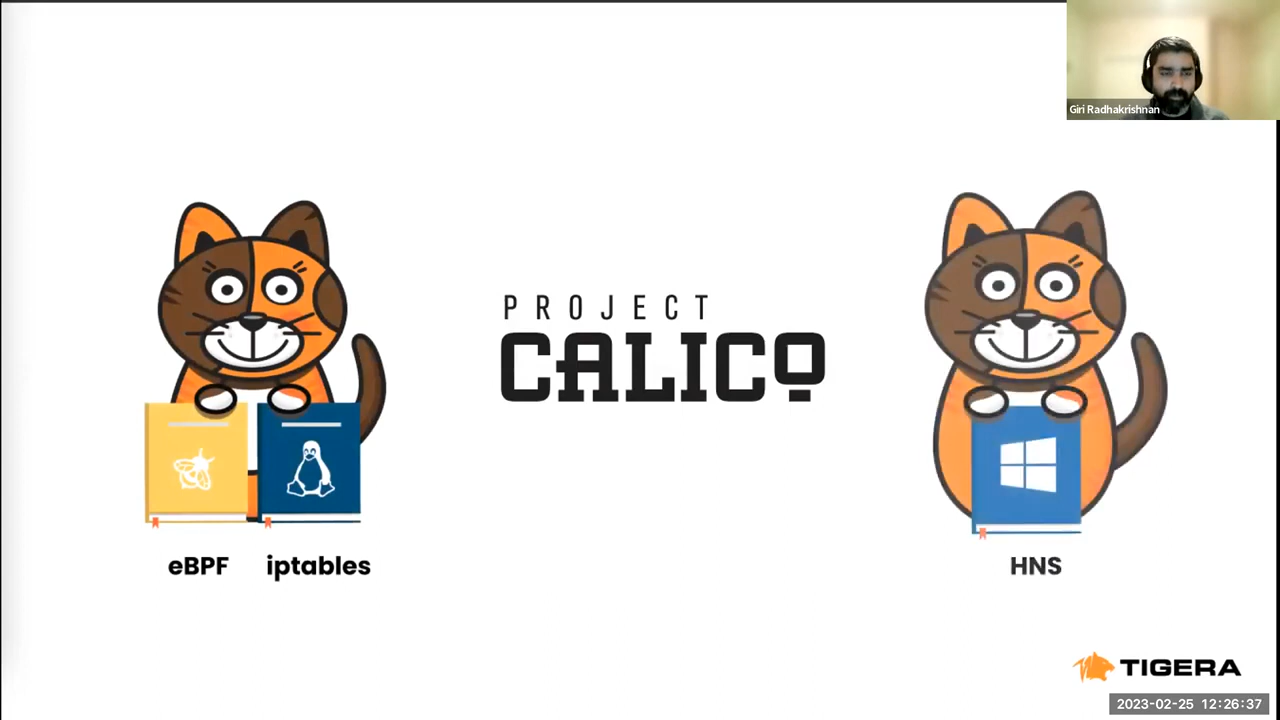 Giri Radhakrishnan
PROJECT
CALICO
eBPF iptables
HNS
TIGERA
2023-02-25 12:26:37